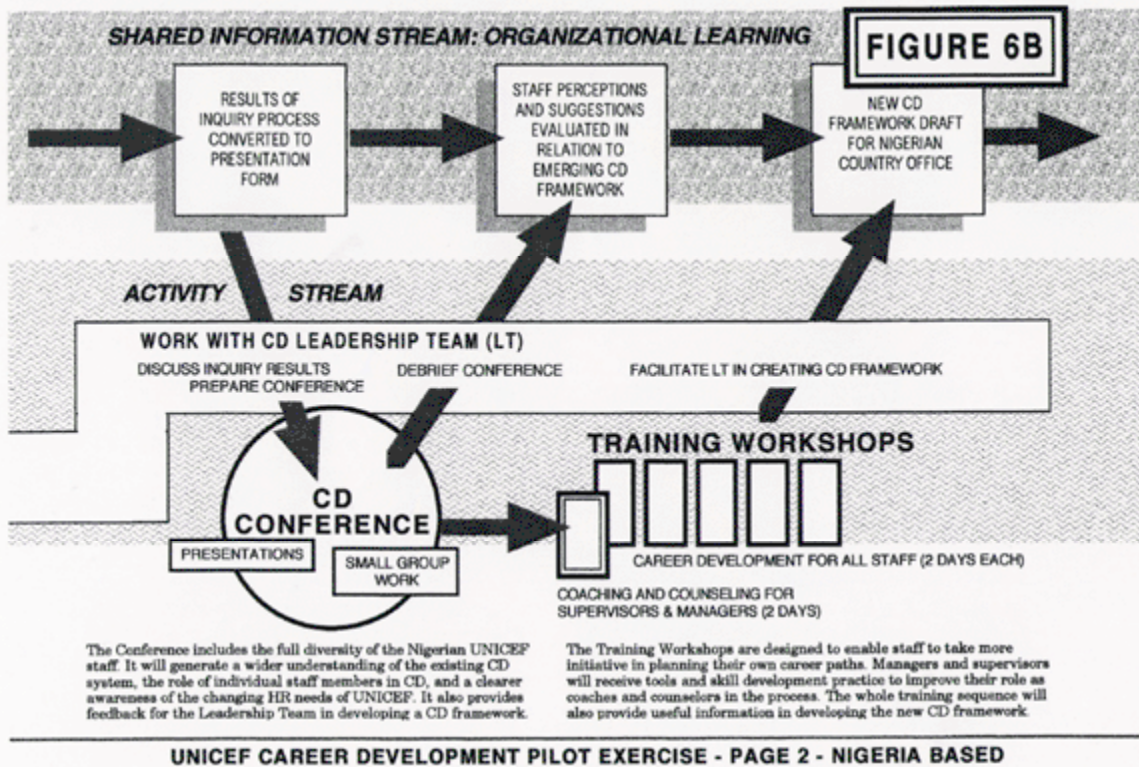 SHARED INFORMATION STREAM: ORGANIZATIONAL LEARNING
FIGURE 6B
RESULTS OF
INQUIRY PROCESS
CONVERTED TO
PRESENTATION
FORM
STAFF PERCEPTIONS
AND SUGGESTIONS
EVALUATED IN
RELATION TO
EMERGING CD
FRAMEWORK
NEW CD
FRAMEWORK DRAFT
FOR NIGERIAN
COUNTRY OFFICE
ACTIVITY STREAM
WORK WITH CD LEADERSHIP TEAM (LT)
DISCUSS INQUIRY RESULTS
PREPARE CONFERENCE
DEBRIEF CONFERENCE
FACILITATE LT IN CREATING CD FRAMEWORK
CD
CONFERENCE
PRESENTATIONS
SMALL GROUP
WORK
TRAINING WORKSHOPS
CAREER DEVELOPMENT FOR ALL STAFF (2 DAYS EACH)
COACHING AND COUNSELING FOR
SUPERVISORS & MANAGERS (2 DAYS)
The Conference includes the full diversity of the Nigerian UNICEF
staff. It will generate a wider understanding of the existing CD
system, the role of individual staff members in CD, and a clearer
awareness of the changing HR needs of UNICEF. It also provides
feedback for the Leadership Team in developing a CD framework.
The Training Workshops are designed to enable staff to take more
initiative in planning their own career paths. Managers and supervisors
will receive tools and skill development practice to improve their role as
coaches and counselors in the process. The whole training sequence will
also provide useful information in developing the new CD framework.
UNICEF CAREER DEVELOPMENT PILOT EXERCISE - PAGE 2 - NIGERIA BASED